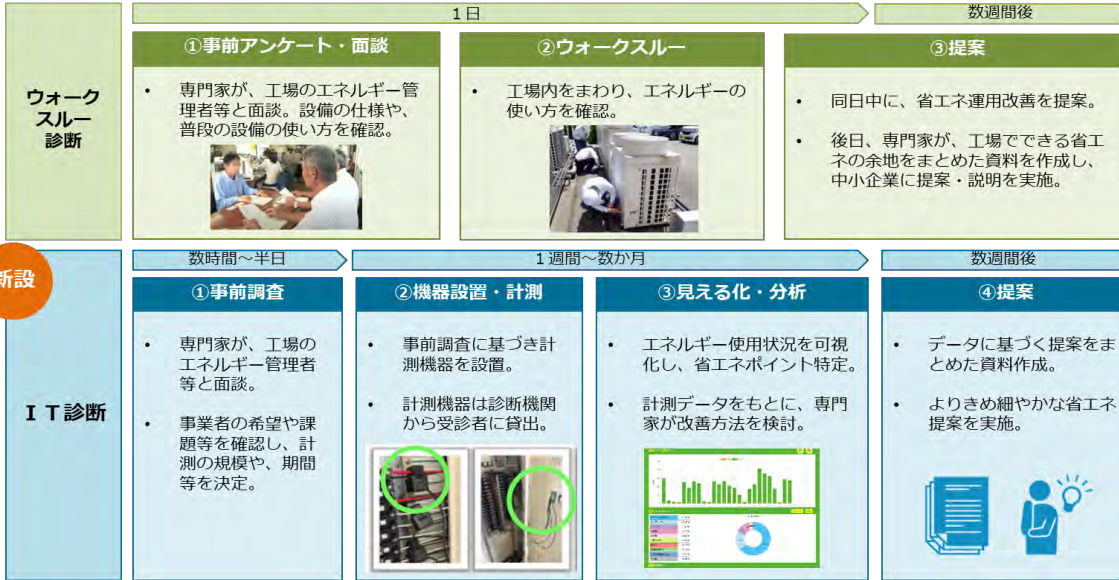 1日
数週間後
ウォーク
スルー
診断
①事前アンケート・面談
• 専門家が、工場のエネルギー管
理者等と面談。設備の仕様や、
普段の設備の使い方を確認。
②ウォークスルー
• 工場内をまわり、エネルギーの
使い方を確認。
③提案
• 同日中に、省エネ運用改善を提案。
• 後日、専門家が、工場でできる省エ
ネの余地をまとめた資料を作成し、
中小企業に提案・説明を実施。
新設
ＩＴ診断
数時間～半日
1週間～数か月
数週間後
①事前調査
• 専門家が、工場の
エネルギー管理者
等と面談。
• 事業者の希望や課
題等を確認し、計
測の規模や、期間
等を決定。
②機器設置・計測
• 事前調査に基づき計
測機器を設置。
• 計測機器は診断機関
から受診者に貸出。
③見える化・分析
• エネルギー使用状況を可視
化し、省エネポイント特定。
• 計測データをもとに、専門
家が改善方法を検討。
④提案
• データに基づく提案をま
とめた資料作成。
• よりきめ細やかな省エネ
提案を実施。